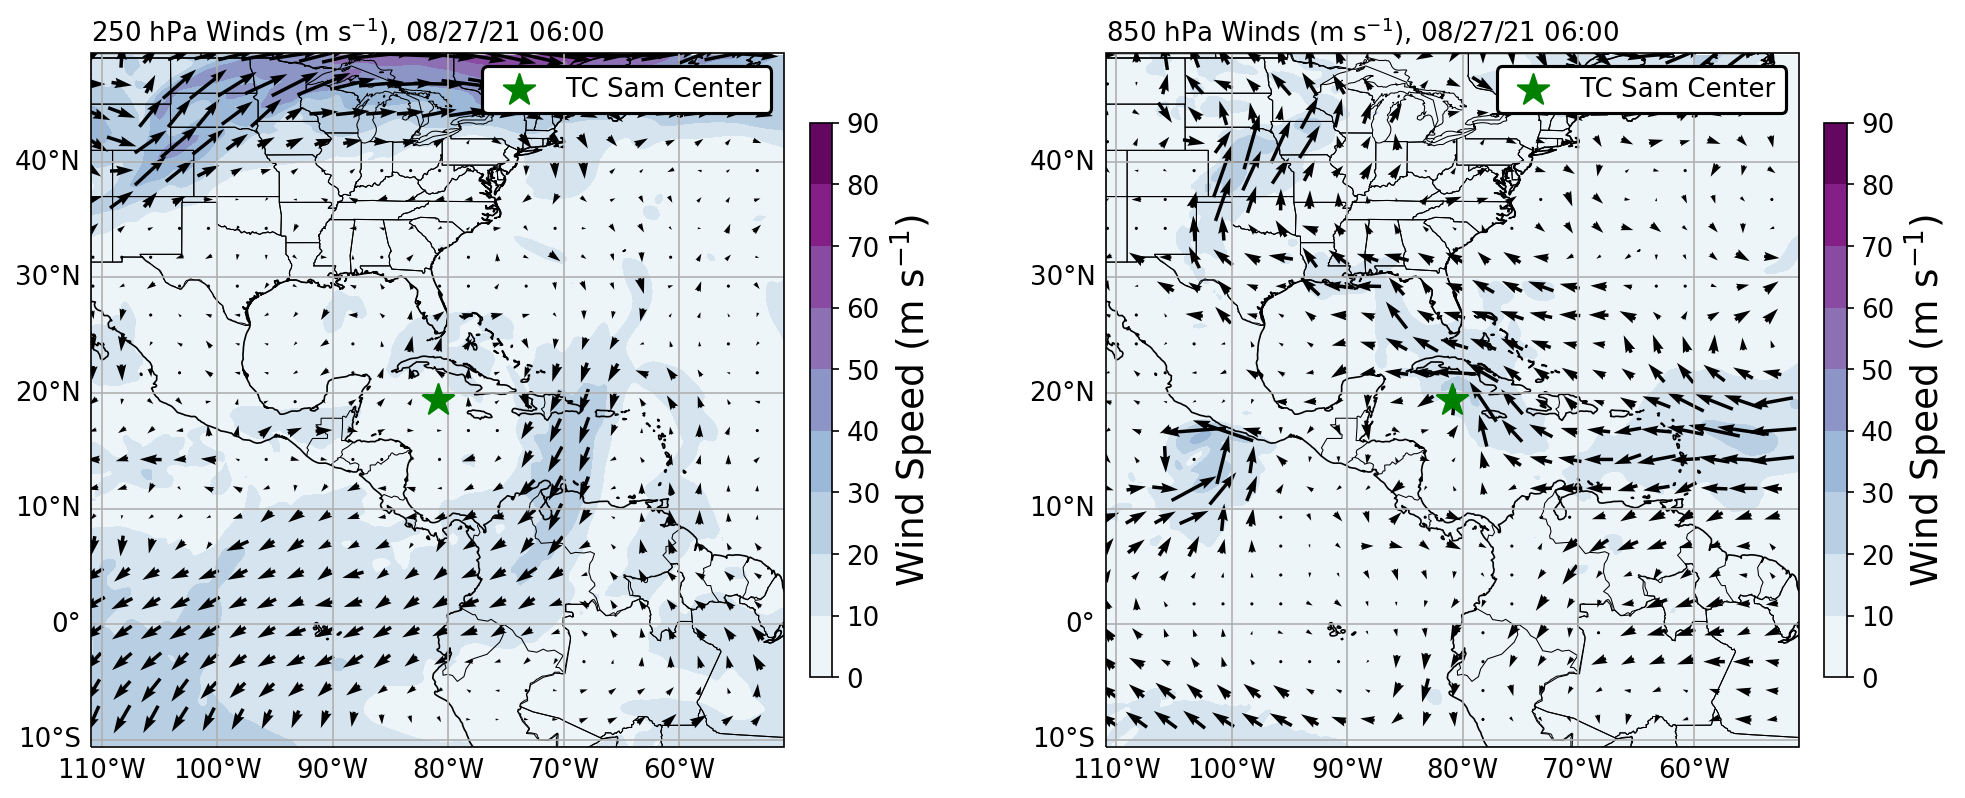 250 hPa Winds (m s⁻¹), 08/27/21 06:00
TC Sam Center
40°N
30°N
20°N
10°N
0°
10°S
110°W 100°W 90°W 80°W 70°W 60°W
90
80
70
60
50
40
30
20
10
0
Wind Speed (m s⁻¹)
850 hPa Winds (m s⁻¹), 08/27/21 06:00
TC Sam Center
40°N
30°N
20°N
10°N
0°
10°S
110°W 100°W 90°W 80°W 70°W 60°W
90
80
70
60
50
40
30
20
10
0
Wind Speed (m s⁻¹)